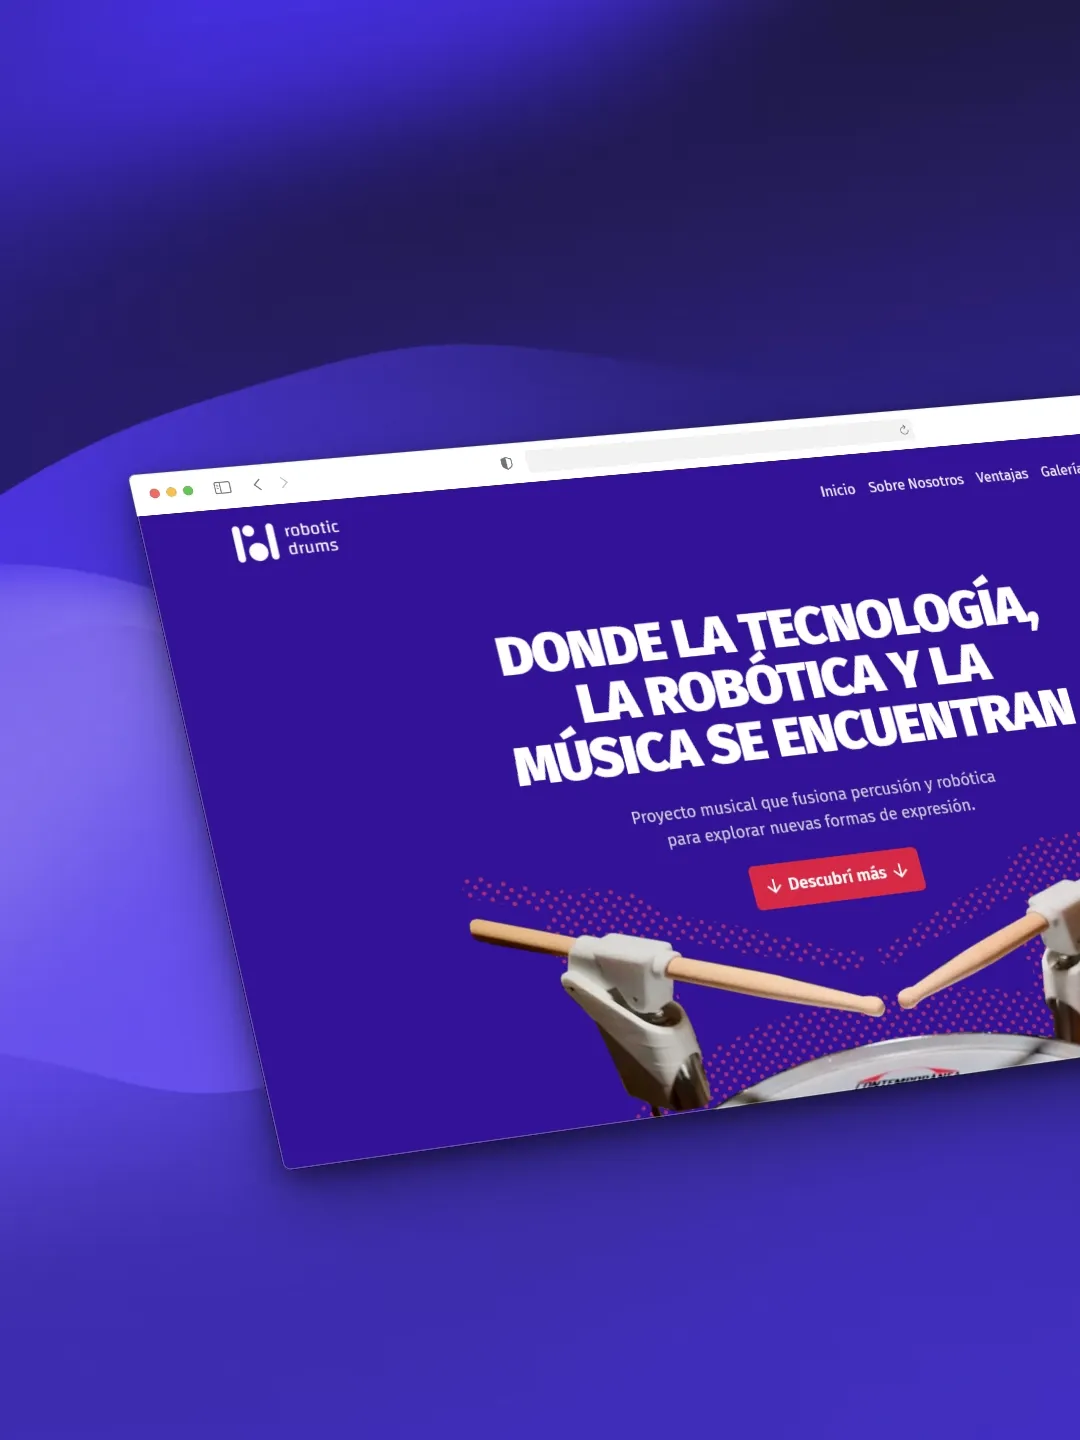 Inicio Sobre Nosotros Ventajas Galería
robotic
drums
DONDE LA TECNOLOGÍA,
LA ROBÓTICA Y LA
MÚSICA SE ENCUENTRAN
Proyecto musical que fusiona percusión y robótica
para explorar nuevas formas de expresión.
↓ Descubrí más ↓